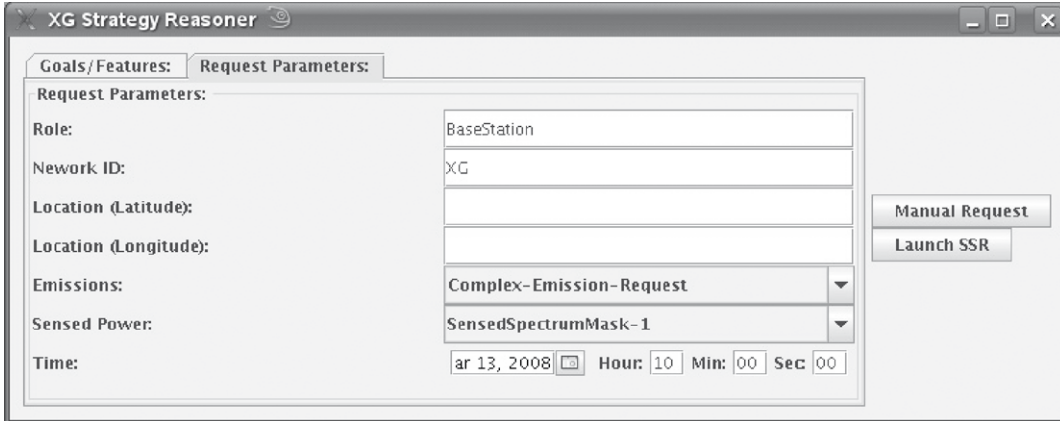 XG Strategy Reasoner
Goals/Features: Request Parameters:
Request Parameters:
Role: BaseStation
Nework ID: XG
Location (Latitude):
Manual Request
Location (Longitude):
Launch SSR
Emissions: Complex-Emission-Request
Sensed Power: SensedSpectrumMask-1
Time: ar 13, 2008 Hour: 10 Min: 00 Sec: 00